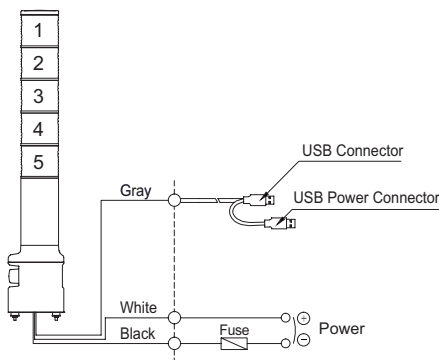 1
2
3
4
5
USB Connector
Gray
USB Power Connector
White
Black
Fuse
+
Power
−